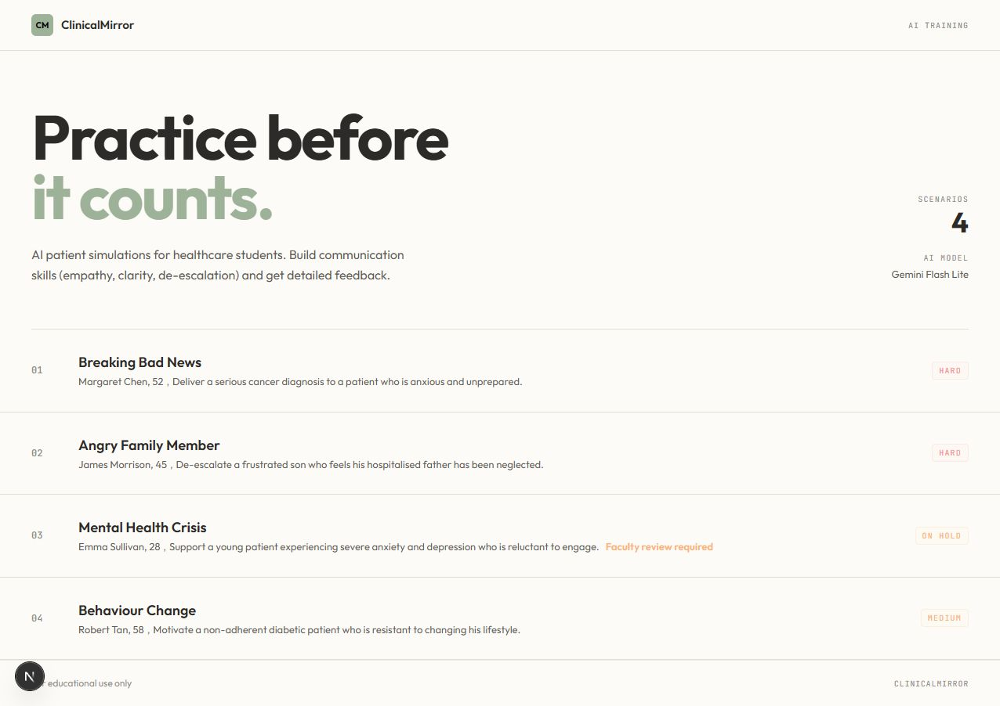 CM ClinicalMirror
AI TRAINING
Practice before
it counts.
AI patient simulations for healthcare students. Build communication
skills (empathy, clarity, de-escalation) and get detailed feedback.
SCENARIOS
4
AI MODEL
Gemini Flash Lite
01
Breaking Bad News
Margaret Chen, 52 , Deliver a serious cancer diagnosis to a patient who is anxious and unprepared.
HARD
02
Angry Family Member
James Morrison, 45 , De-escalate a frustrated son who feels his hospitalised father has been neglected.
HARD
03
Mental Health Crisis
Emma Sullivan, 28 , Support a young patient experiencing severe anxiety and depression who is reluctant to engage. Faculty review required
ON HOLD
04
Behaviour Change
Robert Tan, 58 , Motivate a non-adherent diabetic patient who is resistant to changing his lifestyle.
MEDIUM
N
educational use only
CLINICALMIRROR